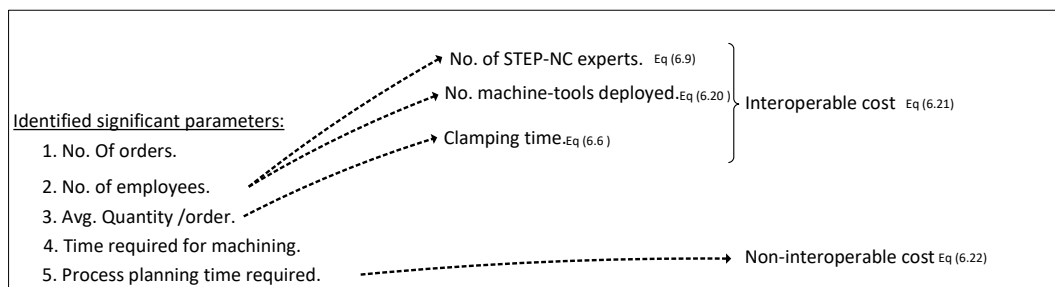 No. of STEP-NC experts. Eq (6.9)
No. machine-tools deployed.Eq (6.20 )
Interoperable cost Eq (6.21)
Identified significant parameters:
Clamping time.Eq (6.6 )
1. No. Of orders.
2. No. of employees.
3. Avg. Quantity /order.
4. Time required for machining.
5. Process planning time required.
Non-interoperable cost Eq (6.22)